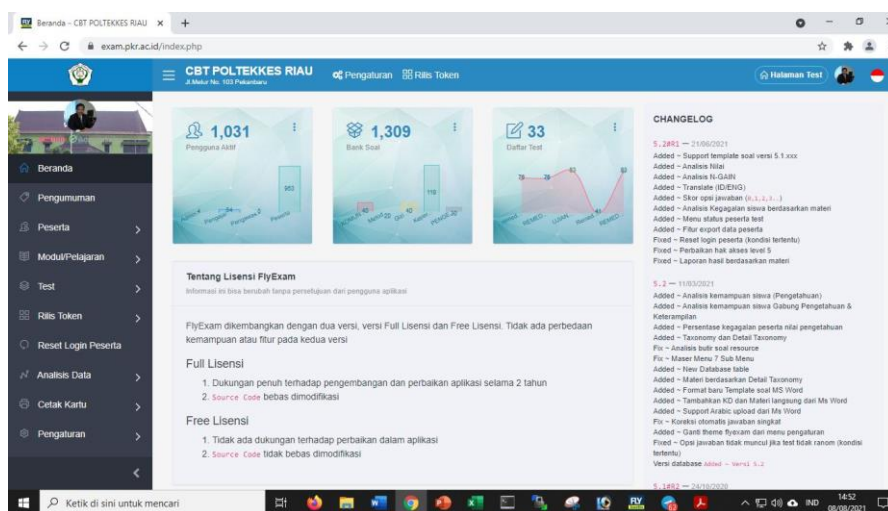 Beranda – CBT POLTEKKES RIAU
exam.pkr.ac.id/index.php
CBT POLTEKKES RIAU
Jl.Melur No. 103 Pekanbaru
Pengaturan
Rilis Token
Halaman Test
Beranda
Pengumuman
Peserta
Modul/Pelajaran
Test
Rilis Token
Reset Login Peserta
Analisis Data
Cetak Kartu
Pengaturan
1,031
Pengguna Aktif
953
Peserta
1,309
Bank Soal
119
33
Daftar Test
Tentang Lisensi FlyExam
Informasi ini bisa berubah tanpa persetujuan dari pengguna aplikasi
FlyExam dikembangkan dengan dua versi, versi Full Lisensi dan Free Lisensi. Tidak ada perbedaan
kemampuan atau fitur pada kedua versi
Full Lisensi
1. Dukungan penuh terhadap pengembangan dan perbaikan aplikasi selama 2 tahun
2. Source Code bebas dimodifikasi
Free Lisensi
1. Tidak ada dukungan terhadap perbaikan dalam aplikasi
2. Source Code tidak bebas dimodifikasi
CHANGELOG
5.2#R1 — 21/06/2021
Added ~ Support template soal versi 5.1.xxx
Added ~ Analisis Nilai
Added ~ Analisis N-GAIN
Added ~ Translate (ID/ENG)
Added ~ Skor opsi jawaban (0,1,2,3..)
Added ~ Analisis Kegagalan siswa berdasarkan materi
Added ~ Menu status peserta test
Added ~ Fitur export data peserta
Fixed ~ Reset login peserta (kondisi tertentu)
Fixed ~ Perbaikan hak akses level 5
Fixed ~ Laporan hasil berdasarkan materi
5.2 — 11/03/2021
Added ~ Analisis kemampuan siswa (Pengetahuan)
Added ~ Analisis kemampuan siswa Gabung Pengetahuan &
Keterampilan
Added ~ Persentase kegagalan peserta nilai pengetahuan
Added ~ Taxonomy dan Detail Taxonomy
Fix ~ Analisis butir soal resource
Fix ~ Maser Menu 7 Sub Menu
Added ~ New Database table
Added ~ Materi berdasarkan Detail Taxonomy
Added ~ Format baru Template soal MS Word
Added ~ Tambahkan KD dan Materi langsung dari Ms Word
Added ~ Support Arabic upload dari Ms Word
Fix ~ Koreksi otomatis jawaban singkat
Added ~ Ganti theme flyexam dari menu pengaturan
Fixed ~ Opsi jawaban tidak muncul jika test tidak ranom (kondisi
tertentu)
Versi database Added ~ Versi 5.2
5.1#R2 — 24/10/2020
Ketik di sini untuk mencari
IND
14:52
08/08/2021